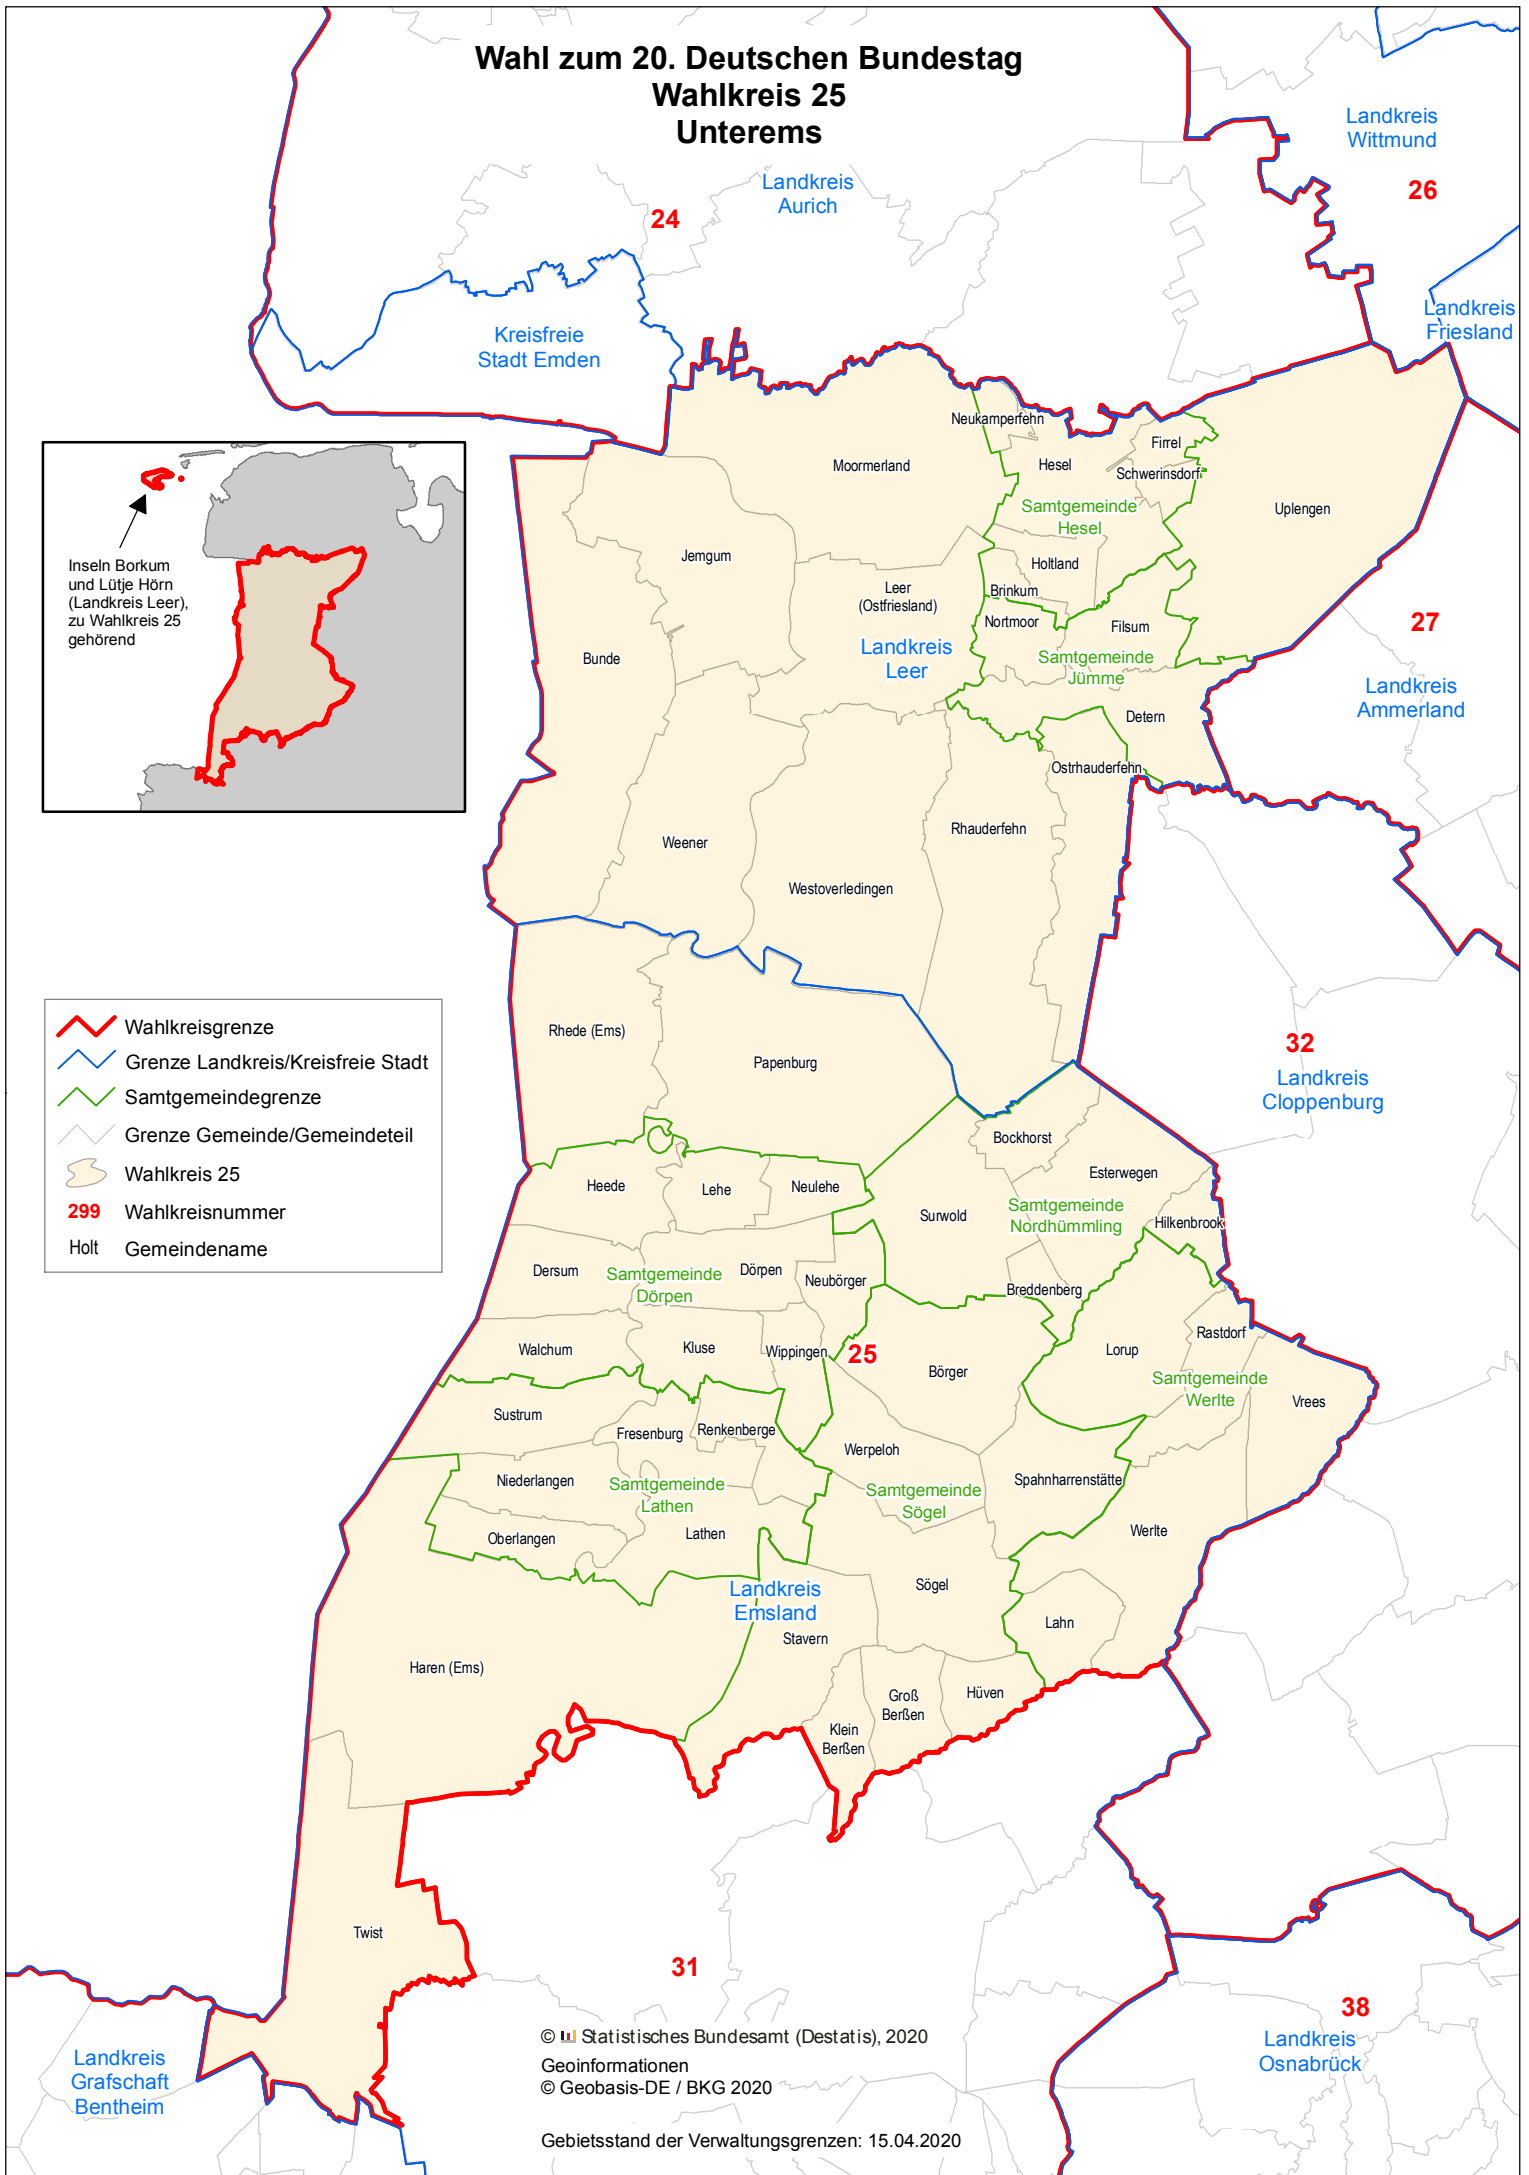 Wahl zum 20. Deutschen Bundestag
Wahlkreis 25
Unterems
Landkreis
Wittmund
26
Landkreis
Aurich
24
Landkreis
Friesland
Kreisfreie
Stadt Emden
Neukamperfehn
Firrel
Moormerland
Hesel
Schwerinsdorf
Samtgemeinde
Hesel
Uplengen
Jemgum
Holtland
Leer
(Ostfriesland)
Brinkum
Nortmoor
Filsum
27
Landkreis
Leer
Samtgemeinde
Jümme
Bunde
Landkreis
Ammerland
Detern
Ostrhauderfehn
Rhauderfehn
Weener
Westoverledingen
Inseln Borkum
und Lütje Hörn
(Landkreis Leer),
zu Wahlkreis 25
gehörend
Wahlkreisgrenze
Grenze Landkreis/Kreisfreie Stadt
Samtgemeindegrenze
Grenze Gemeinde/Gemeindeteil
Wahlkreis 25
299 Wahlkreisnummer
Holt Gemeindename
Rhede (Ems)
Papenburg
32
Landkreis
Cloppenburg
Bockhorst
Esterwegen
Heede
Lehe
Neulehe
Surwold
Samtgemeinde
Nordhümmling
Hilkenbrook
Dersum
Samtgemeinde
Dörpen
Dörpen
Neubörger
Breddenberg
Walchum
Kluse
Wippingen
25
Börger
Lorup
Rastdorf
Samtgemeinde
Werlte
Vrees
Sustrum
Fresenburg
Renkenberge
Werpeloh
Niederlangen
Samtgemeinde
Lathen
Samtgemeinde
Sögel
Spahnharrenstätte
Oberlangen
Lathen
Werlte
Landkreis
Emsland
Sögel
Stavern
Lahn
Haren (Ems)
Groß
Berßen
Hüven
Klein
Berßen
Twist
31
38
Landkreis
Osnabrück
Landkreis
Grafschaft
Bentheim
© Statistisches Bundesamt (Destatis), 2020
Geoinformationen
© Geobasis-DE / BKG 2020
Gebietsstand der Verwaltungsgrenzen: 15.04.2020